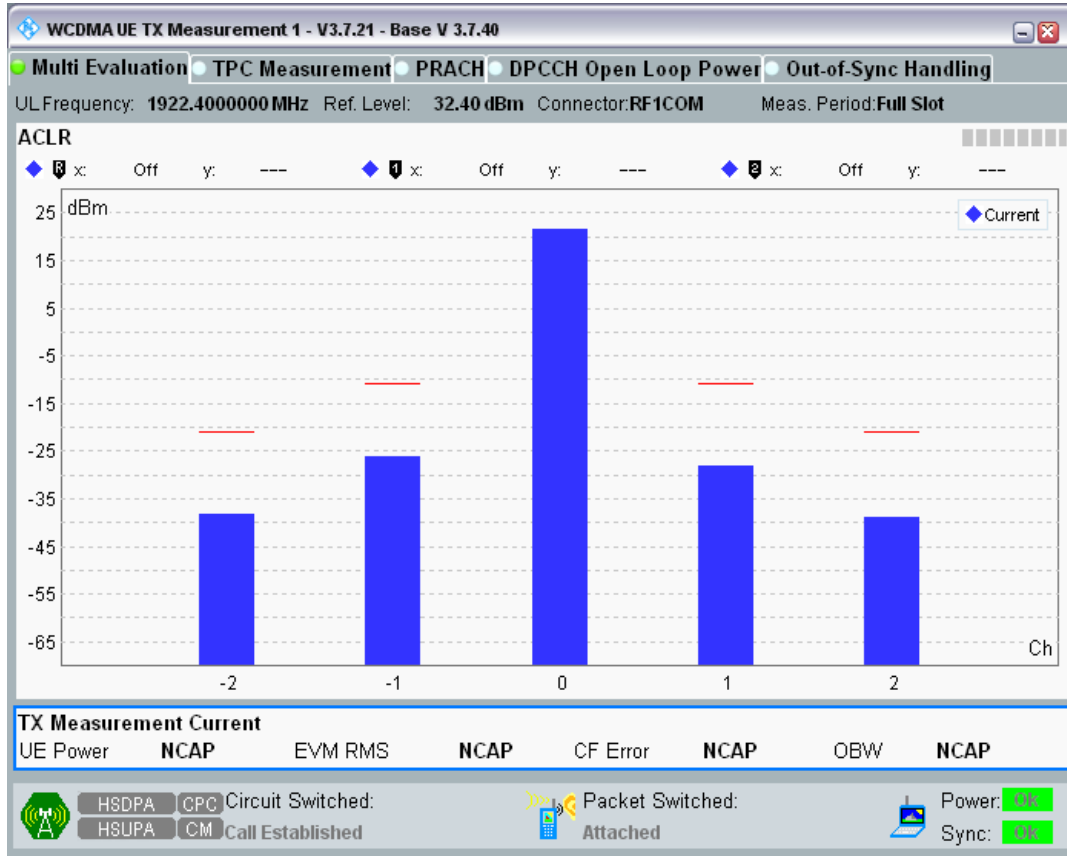 WCDMA UE TX Measurement 1 - V3.7.21 - Base V 3.7.40
Multi Evaluation TPC Measurement PRACH DPCCH Open Loop Power Out-of-Sync Handling
UL Frequency: 1922.4000000 MHz Ref. Level: 32.40 dBm Connector:RF1COM Meas. Period:Full Slot
ACLR
R x: Off y: --- 1 x: Off y: --- 2 x: Off y: ---
dBm
Current
25
15
5
-5
-15
-25
-35
-45
-55
-65
Ch
-2 -1 0 1 2
TX Measurement Current
UE Power NCAP EVM RMS NCAP CF Error NCAP OBW NCAP
HSDPA CPC Circuit Switched: Packet Switched: Power: Ok
HSUPA CM Call Established Attached Sync: Ok